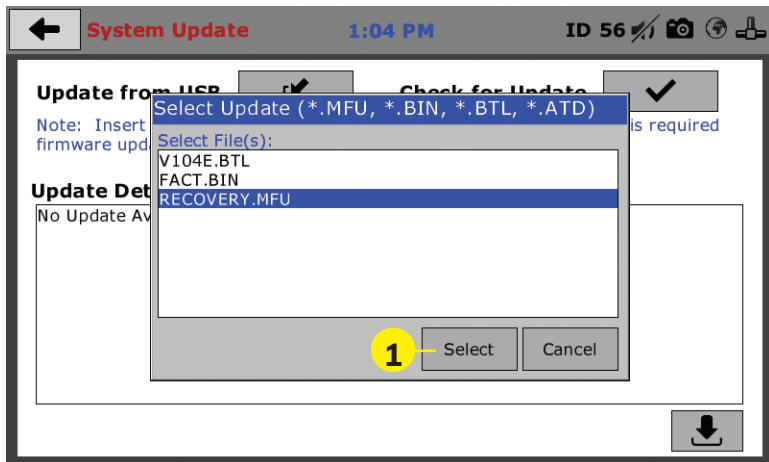 System Update 1:04 PM ID 56
Update from USB Check for Update
Select Update (*.MFU, *.BIN, *.BTL, *.ATD)
Note: Insert is required
firmware upd
Select File(s):
V104E.BTL
FACT.BIN
RECOVERY.MFU
Update Det
No Update Av
1 Select Cancel